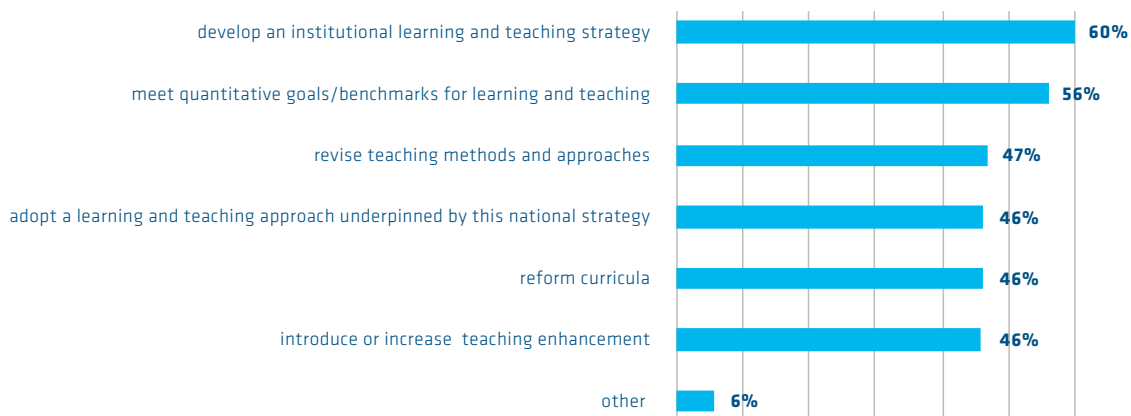 develop an institutional learning and teaching strategy 60%
meet quantitative goals/benchmarks for learning and teaching 56%
revise teaching methods and approaches 47%
adopt a learning and teaching approach underpinned by this national strategy 46%
reform curricula 46%
introduce or increase teaching enhancement 46%
other 6%